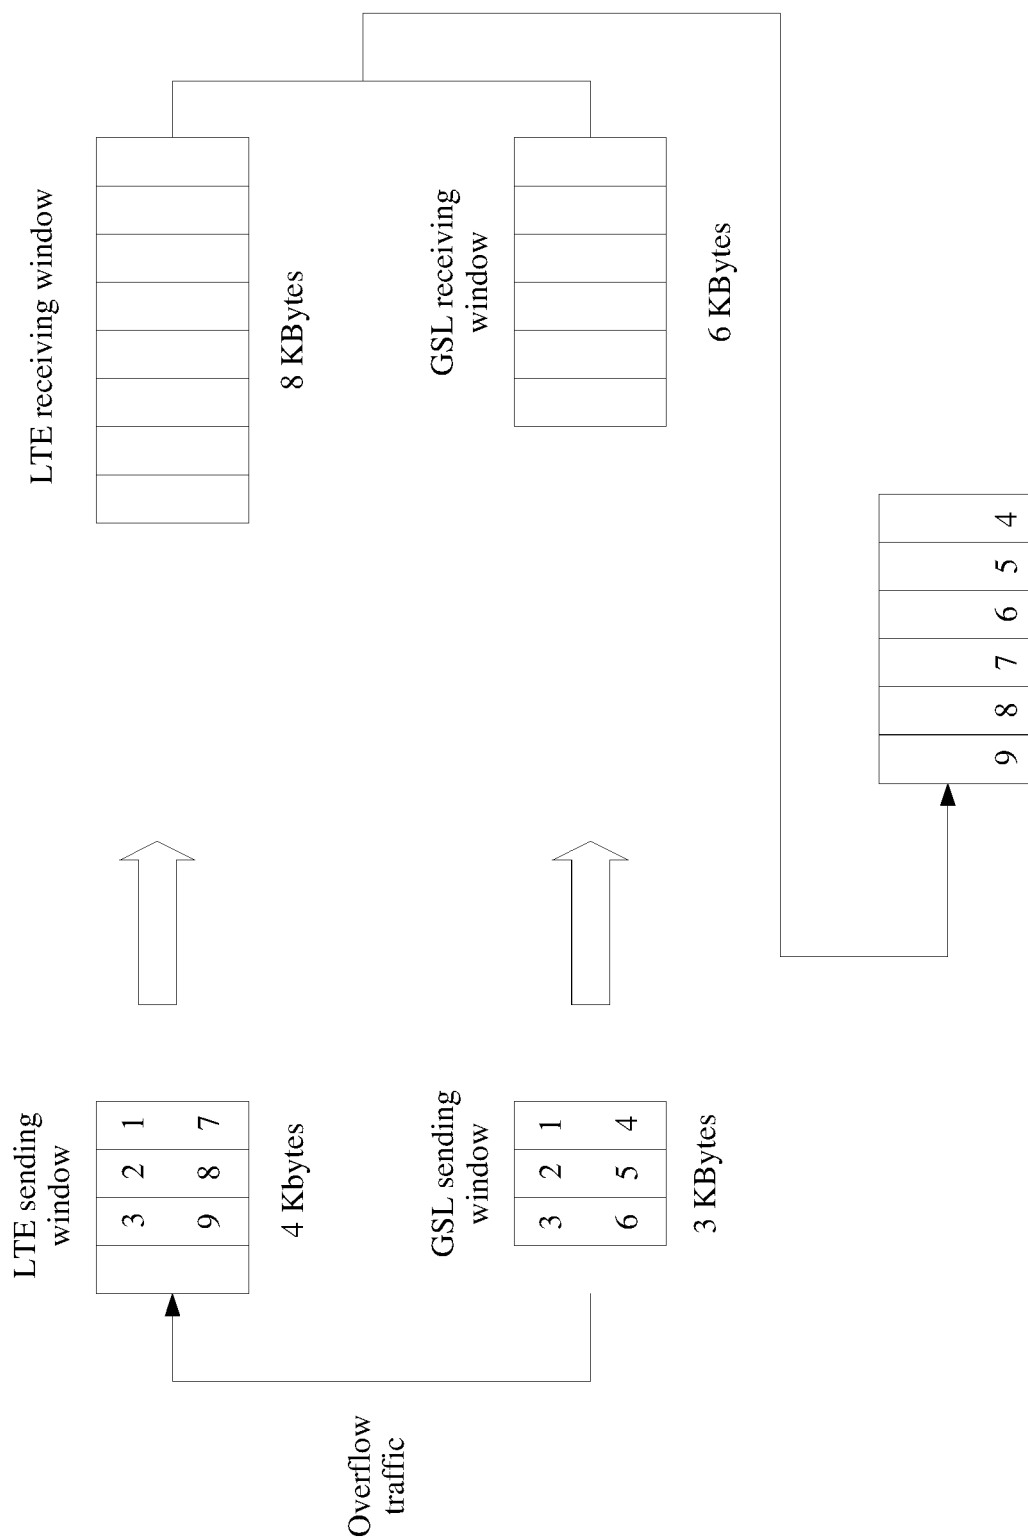 LTE sending
window
LTE receiving window
3 2 1
9 8 7
4 Kbytes
8 KBytes
Overflow
traffic
GSL sending
window
GSL receiving
window
3 2 1
6 5 4
3 KBytes
6 KBytes
9 8 7 6 5 4